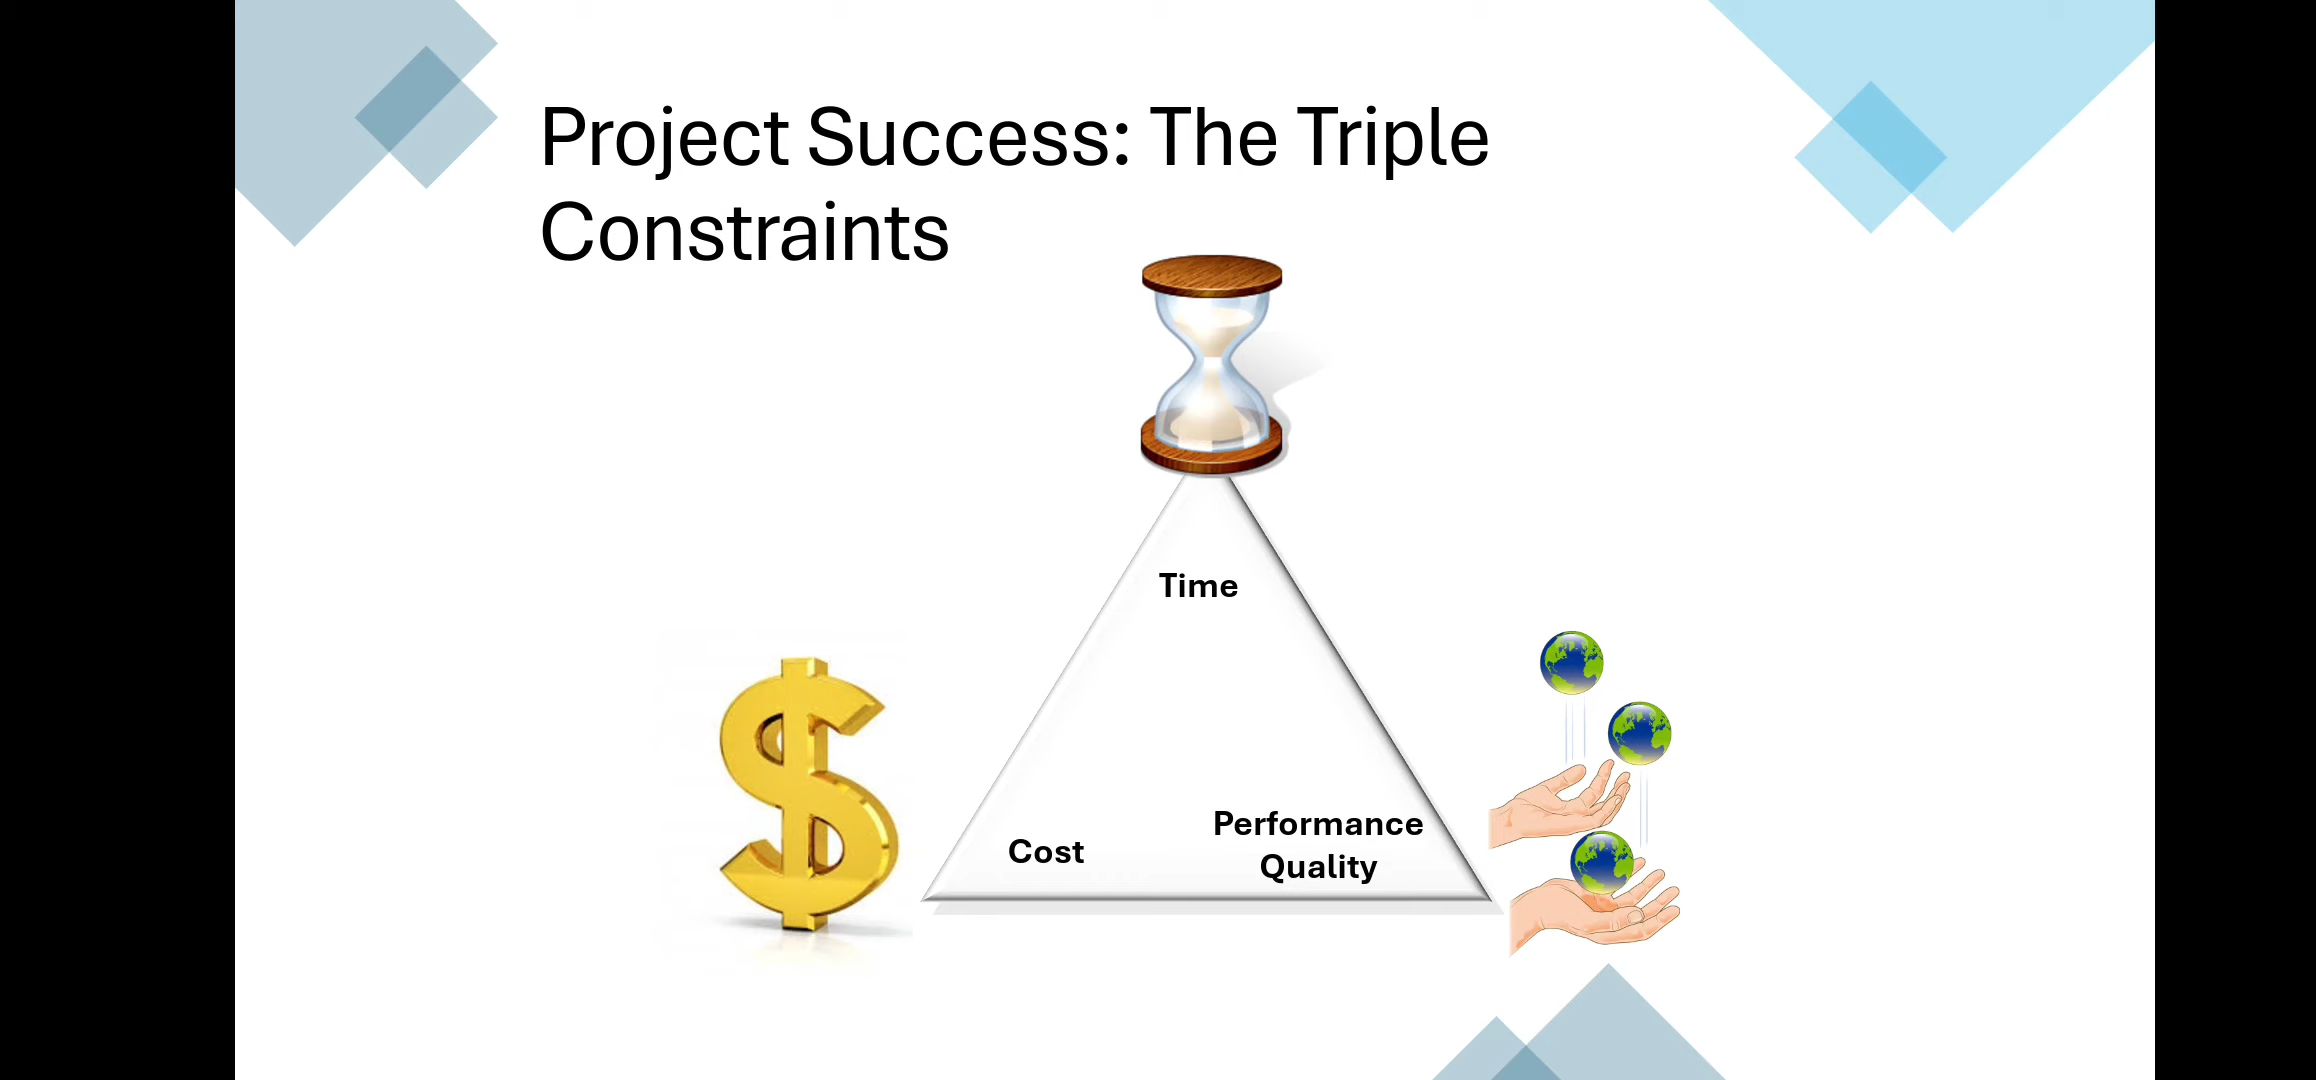 Project Success: The Triple
Constraints
Time
Cost
Performance
Quality